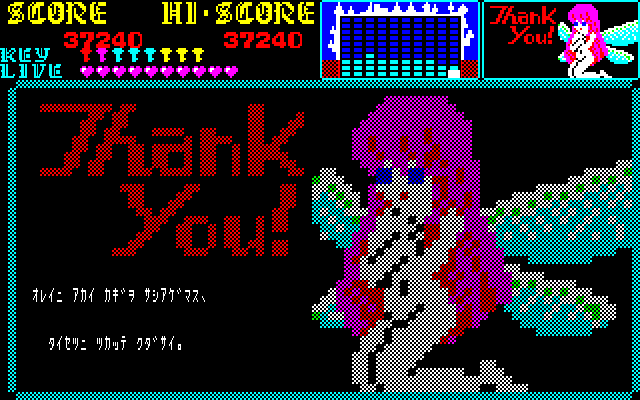 SCORE HI·SCORE
37240 37240
KEY
LIVE
Thank
You!
Thank
You!
ｵﾚｲﾆ ｱｶｲ ｶｷﾞｦ ｻｼｱｹﾞﾏｽ､
ﾀｲｾﾂﾆ ﾂｶｯﾃ ｸﾀﾞｻｲ｡